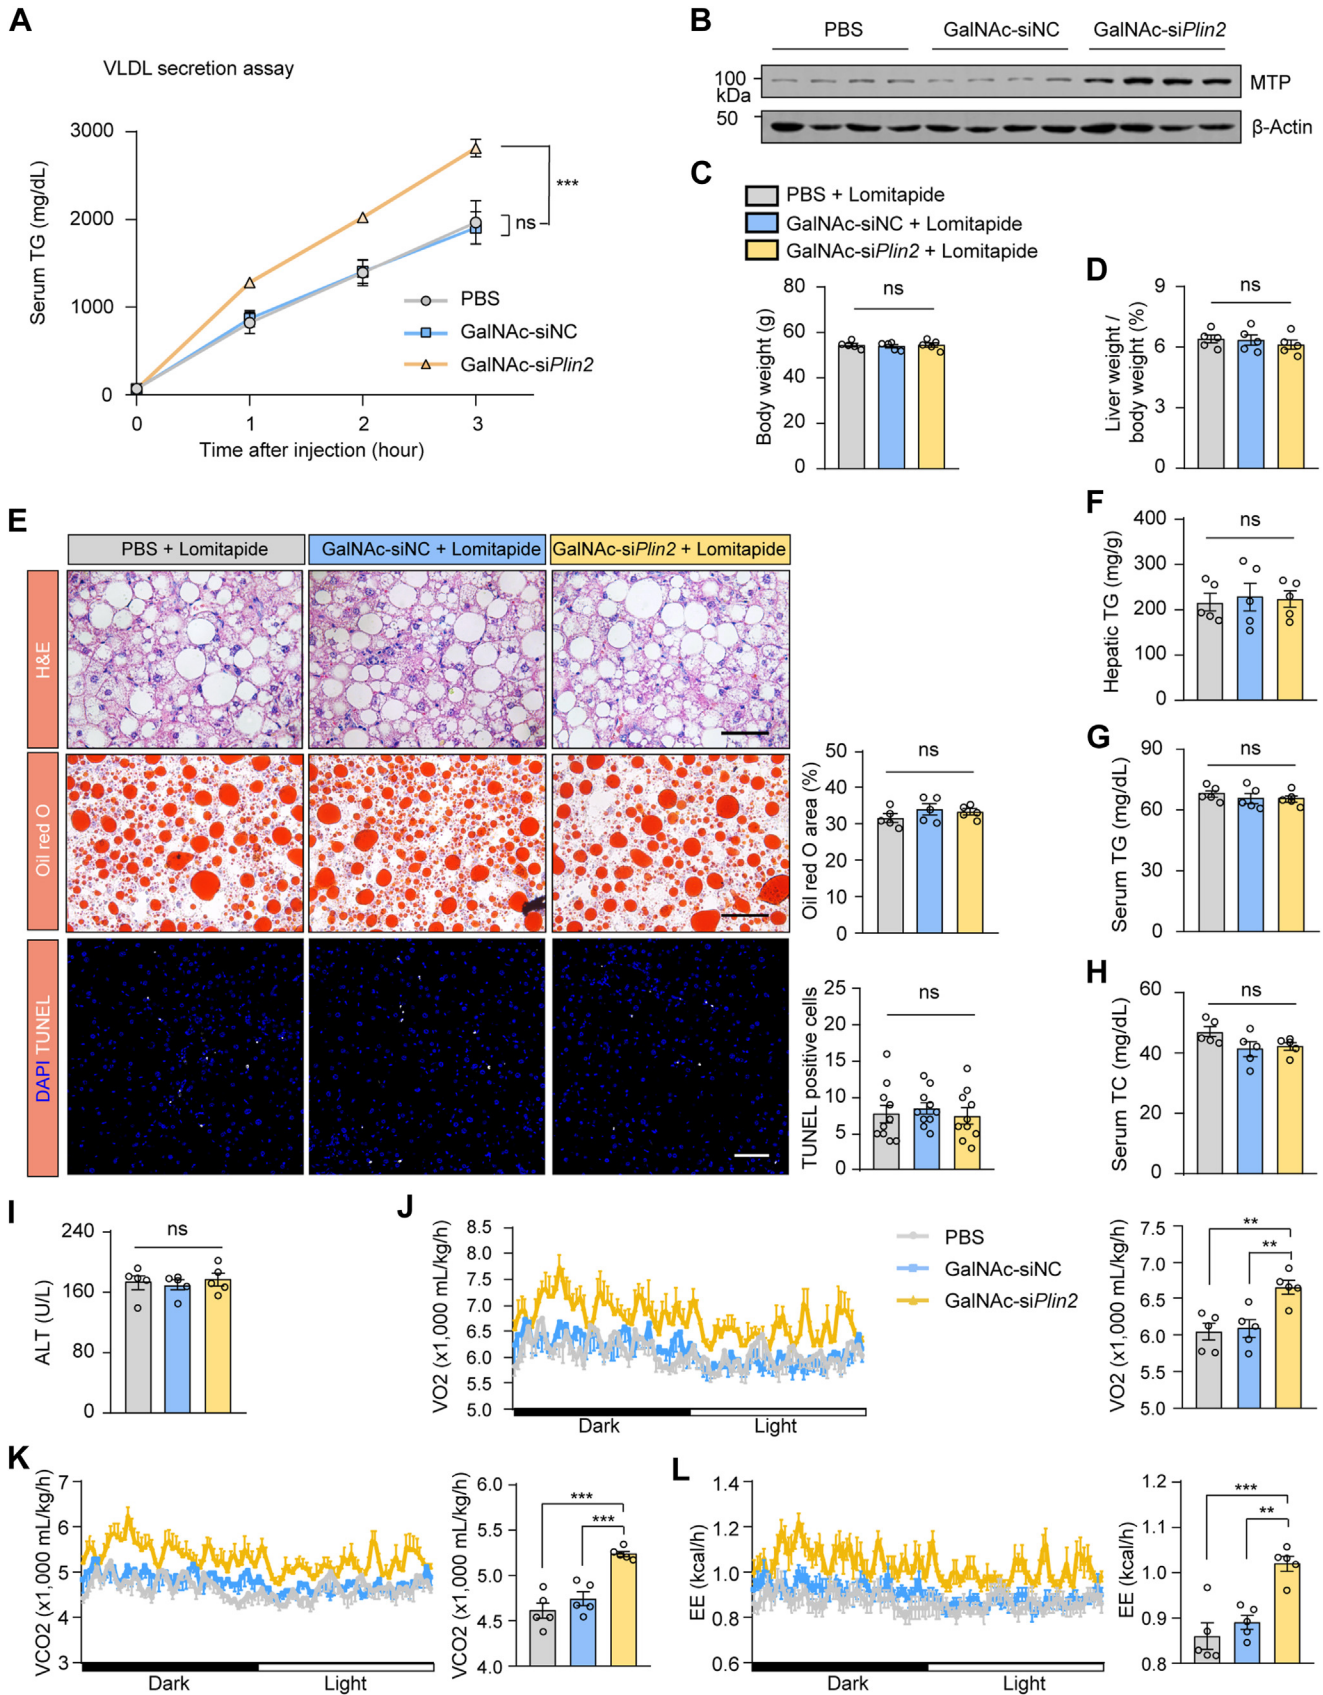 A
VLDL secretion assay
3000
2000
1000
0
Serum TG (mg/dL)
0
1
2
3
Time after injection (hour)
***
ns
PBS
GalNAc-siNC
GalNAc-siPlin2
B
PBS
GalNAc-siNC
GalNAc-siPlin2
100
kDa
50
MTP
β-Actin
C
PBS + Lomitapide
GalNAc-siNC + Lomitapide
GalNAc-siPlin2 + Lomitapide
80
60
40
20
0
Body weight (g)
ns
D
9
6
3
0
Liver weight /
body weight (%)
ns
E
PBS + Lomitapide
GalNAc-siNC + Lomitapide
GalNAc-siPlin2 + Lomitapide
H&E
Oil red O
DAPI TUNEL
50
40
30
20
10
0
Oil red O area (%)
ns
25
20
15
10
5
0
TUNEL positive cells
ns
F
400
300
200
100
0
Hepatic TG (mg/g)
ns
G
90
60
30
0
Serum TG (mg/dL)
ns
H
60
40
20
0
Serum TC (mg/dL)
ns
I
240
160
80
0
ALT (U/L)
ns
J
8.5
8.0
7.5
7.0
6.5
6.0
5.5
5.0
VO2 (x1,000 mL/kg/h)
Dark
Light
PBS
GalNAc-siNC
GalNAc-siPlin2
7.5
7.0
6.5
6.0
5.5
5.0
VO2 (x1,000 mL/kg/h)
**
**
K
7
6
5
4
3
VCO2 (x1,000 mL/kg/h)
Dark
Light
6.0
5.5
5.0
4.5
4.0
VCO2 (x1,000 mL/kg/h)
***
***
L
1.4
1.2
1.0
0.8
0.6
EE (kcal/h)
Dark
Light
1.2
1.1
1.0
0.9
0.8
EE (kcal/h)
***
**